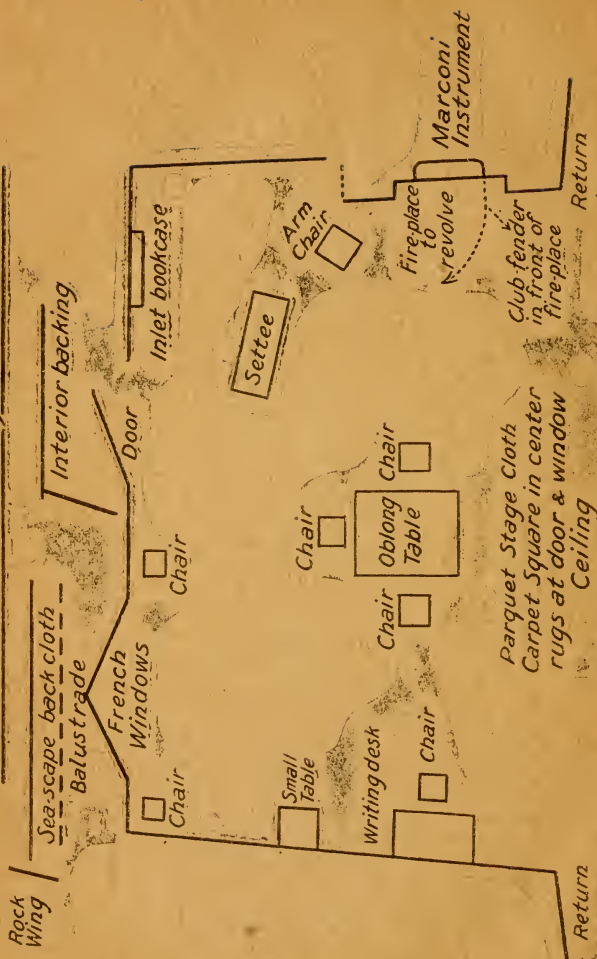 Rock
Wing
Sea-scape back cloth
Balustrade
French
Windows
Interior backing
Door
Inlet bookcase
Chair
Chair
Settee
Arm
Chair
Fire-place
to
revolve
Marconi
Instrument
Club-fender
in front of
fire-place
Return
Chair
Chair
Chair
Oblong
Table
Small
Table
Writing desk
Chair
Parquet Stage Cloth
Carpet Square in center
rugs at door & window
Ceiling
Return